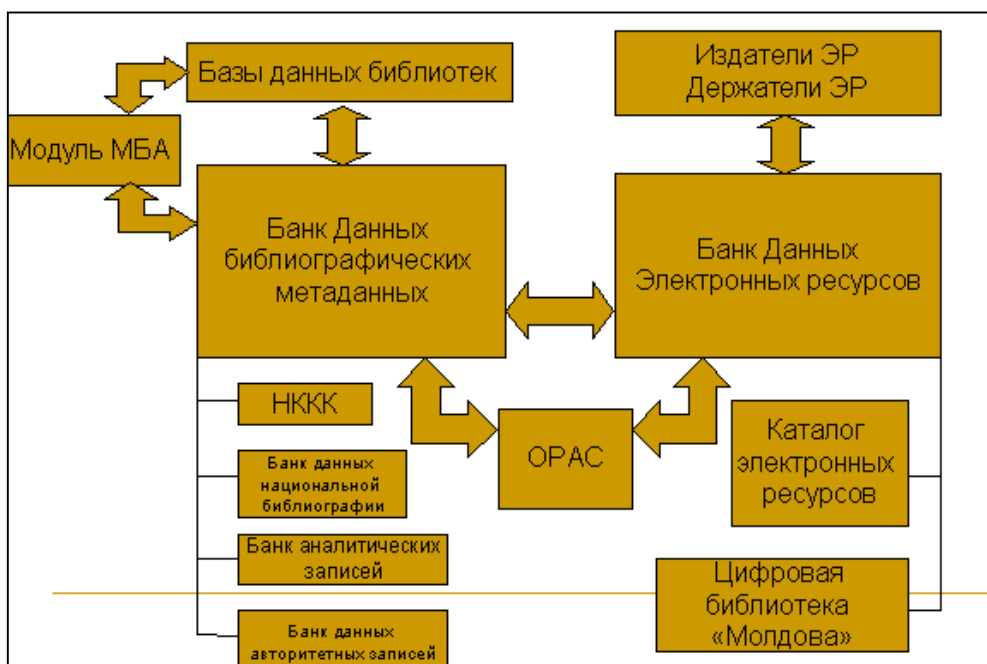 Базы данных библиотек
Издатели ЭР
Держатели ЭР
Модуль МБА
Банк Данных
библиографических
метаданных
Банк Данных
Электронных ресурсов
НККК
ОРАС
Каталог
электронных
ресурсов
Банк данных
национальной
библиографии
Банк аналитических
записей
Цифровая
библиотека
«Молдова»
Банк данных
авторитетных записей